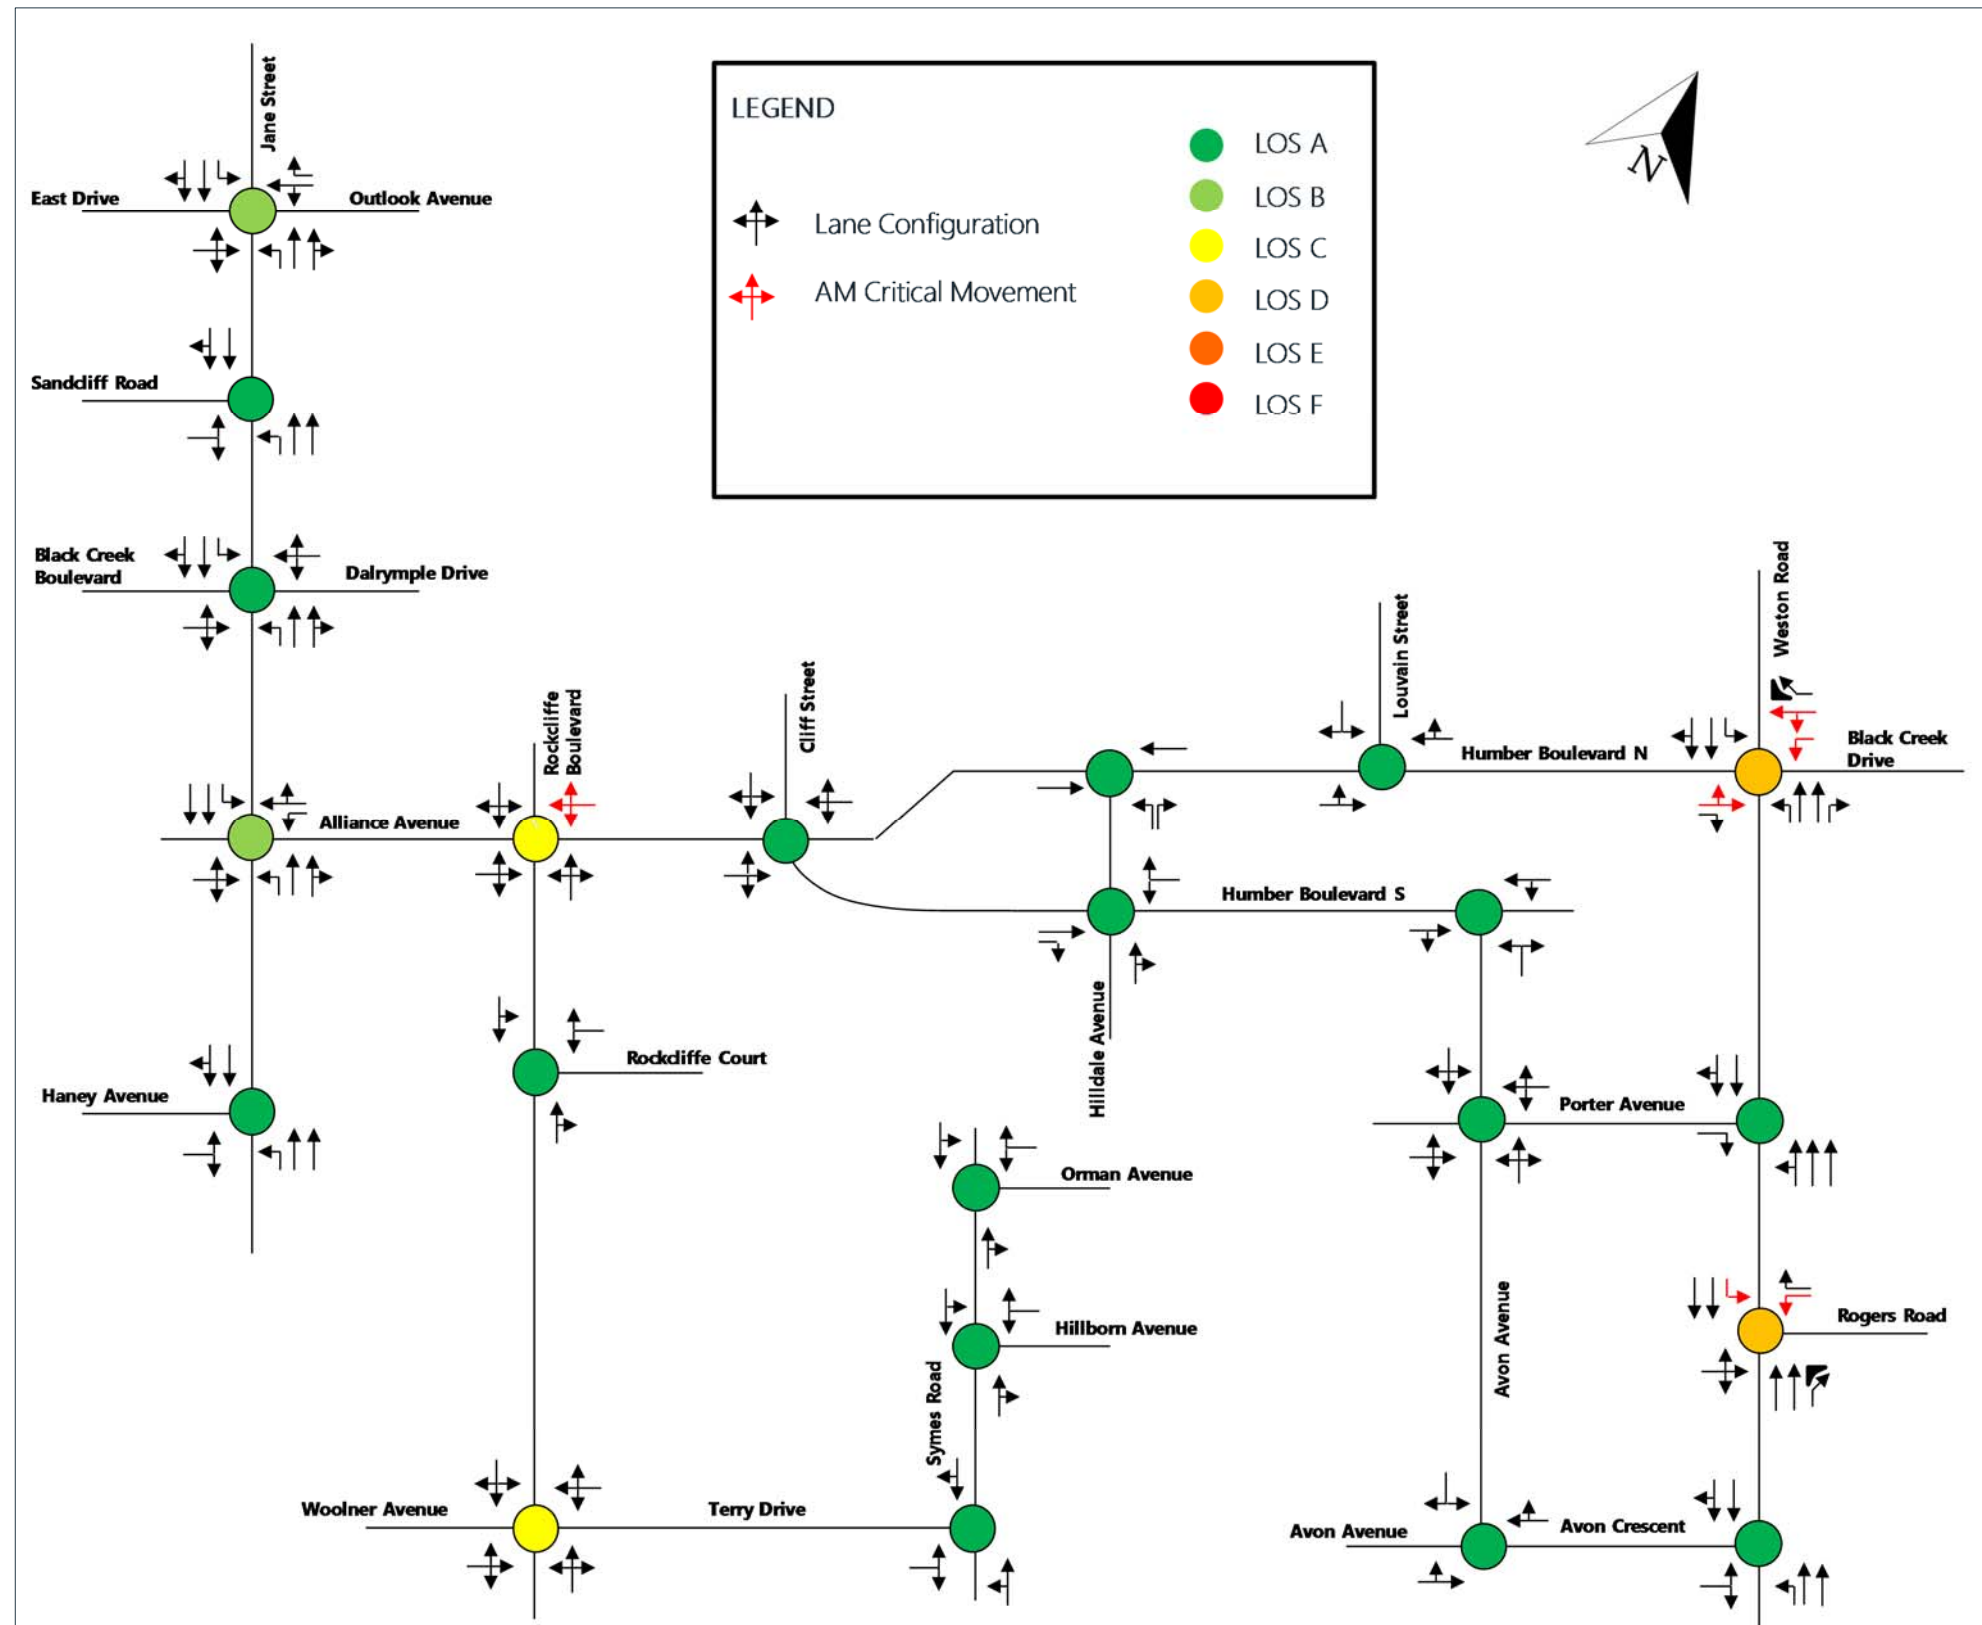 Jane Street
LEGEND
Lane Configuration
AM Critical Movement
LOS A
LOS B
LOS C
LOS D
LOS E
LOS F
N
East Drive
Outlook Avenue
Sandcliff Road
Black Creek
Boulevard
Dalrymple Drive
Rockcliffe
Boulevard
Cliff Street
Louvain Street
Weston Road
Humber Boulevard N
Black Creek
Drive
Alliance Avenue
Humber Boulevard S
Hilldale Avenue
Rockcliffe Court
Haney Avenue
Porter Avenue
Orman Avenue
Avon Avenue
Rogers Road
Hillborn Avenue
Symes Road
Woolner Avenue
Terry Drive
Avon Avenue
Avon Crescent